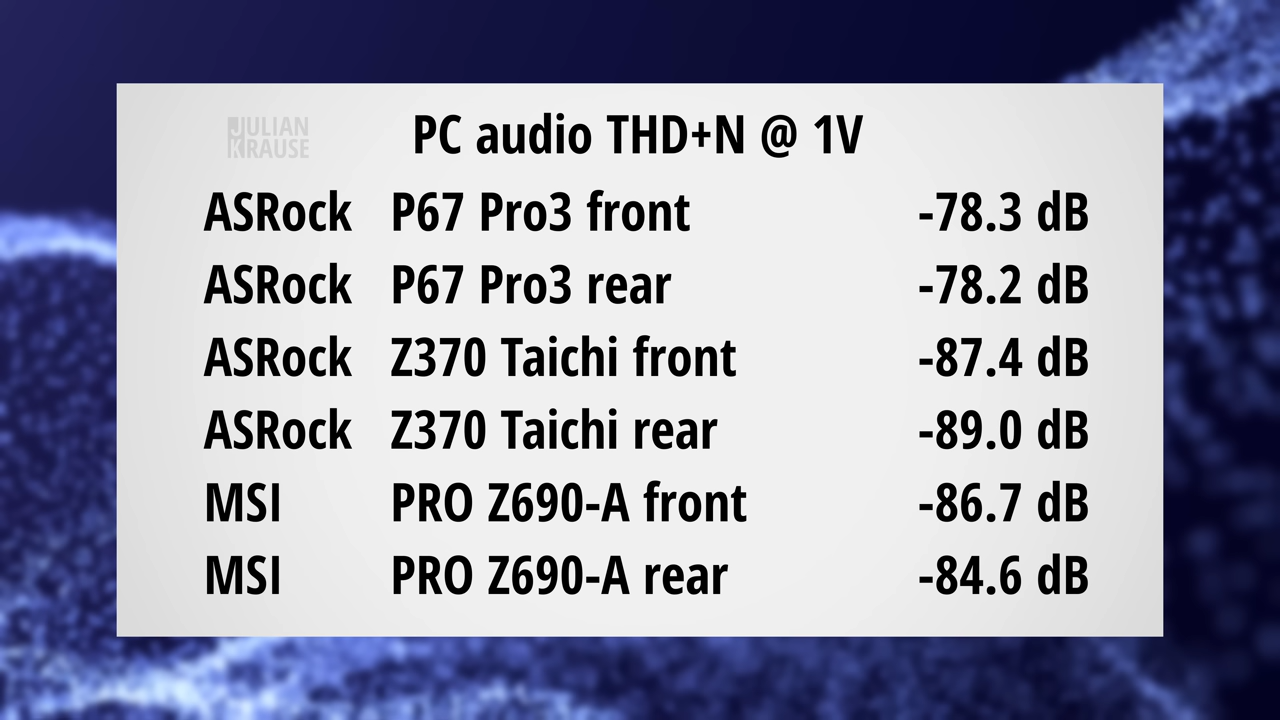 JULIAN
KRAUSE
PC audio THD+N @ 1V
ASRock P67 Pro3 front -78.3 dB
ASRock P67 Pro3 rear -78.2 dB
ASRock Z370 Taichi front -87.4 dB
ASRock Z370 Taichi rear -89.0 dB
MSI PRO Z690-A front -86.7 dB
MSI PRO Z690-A rear -84.6 dB